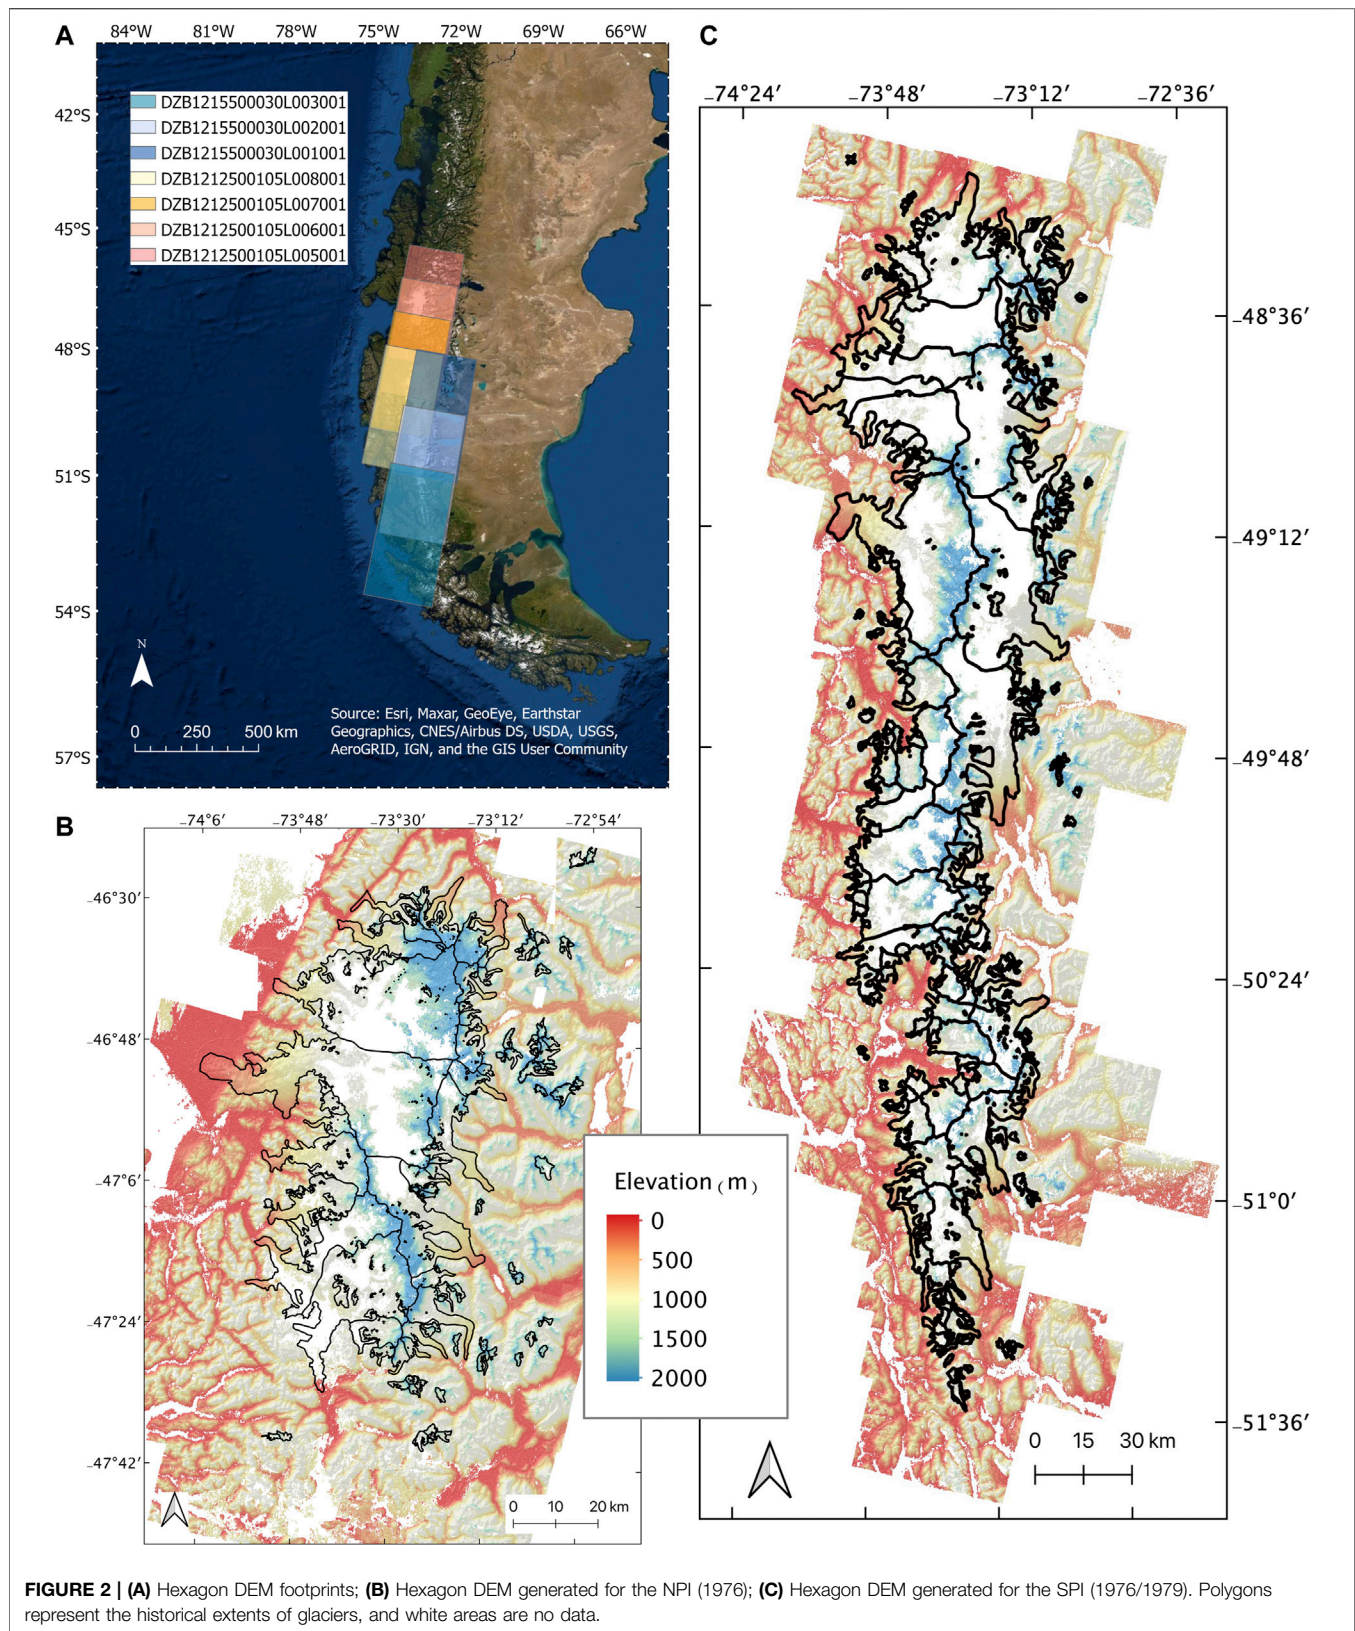 A
84°W 81°W 78°W 75°W 72°W 69°W 66°W
42°S
45°S
48°S
51°S
54°S
57°S
DZB1215500030L003001
DZB1215500030L002001
DZB1215500030L001001
DZB1212500105L008001
DZB1212500105L007001
DZB1212500105L006001
DZB1212500105L005001
N
0 250 500 km
Source: Esri, Maxar, GeoEye, Earthstar
Geographics, CNES/Airbus DS, USDA, USGS,
AeroGRID, IGN, and the GIS User Community
B
-74°6′ -73°48′ -73°30′ -73°12′ -72°54′
-46°30′
-46°48′
-47°6′
-47°24′
-47°42′
0 10 20 km
Elevation (m)
0
500
1000
1500
2000
C
-74°24′ -73°48′ -73°12′ -72°36′
-48°36′
-49°12′
-49°48′
-50°24′
-51°0′
-51°36′
0 15 30 km
FIGURE 2 | (A) Hexagon DEM footprints; (B) Hexagon DEM generated for the NPI (1976); (C) Hexagon DEM generated for the SPI (1976/1979). Polygons
represent the historical extents of glaciers, and white areas are no data.